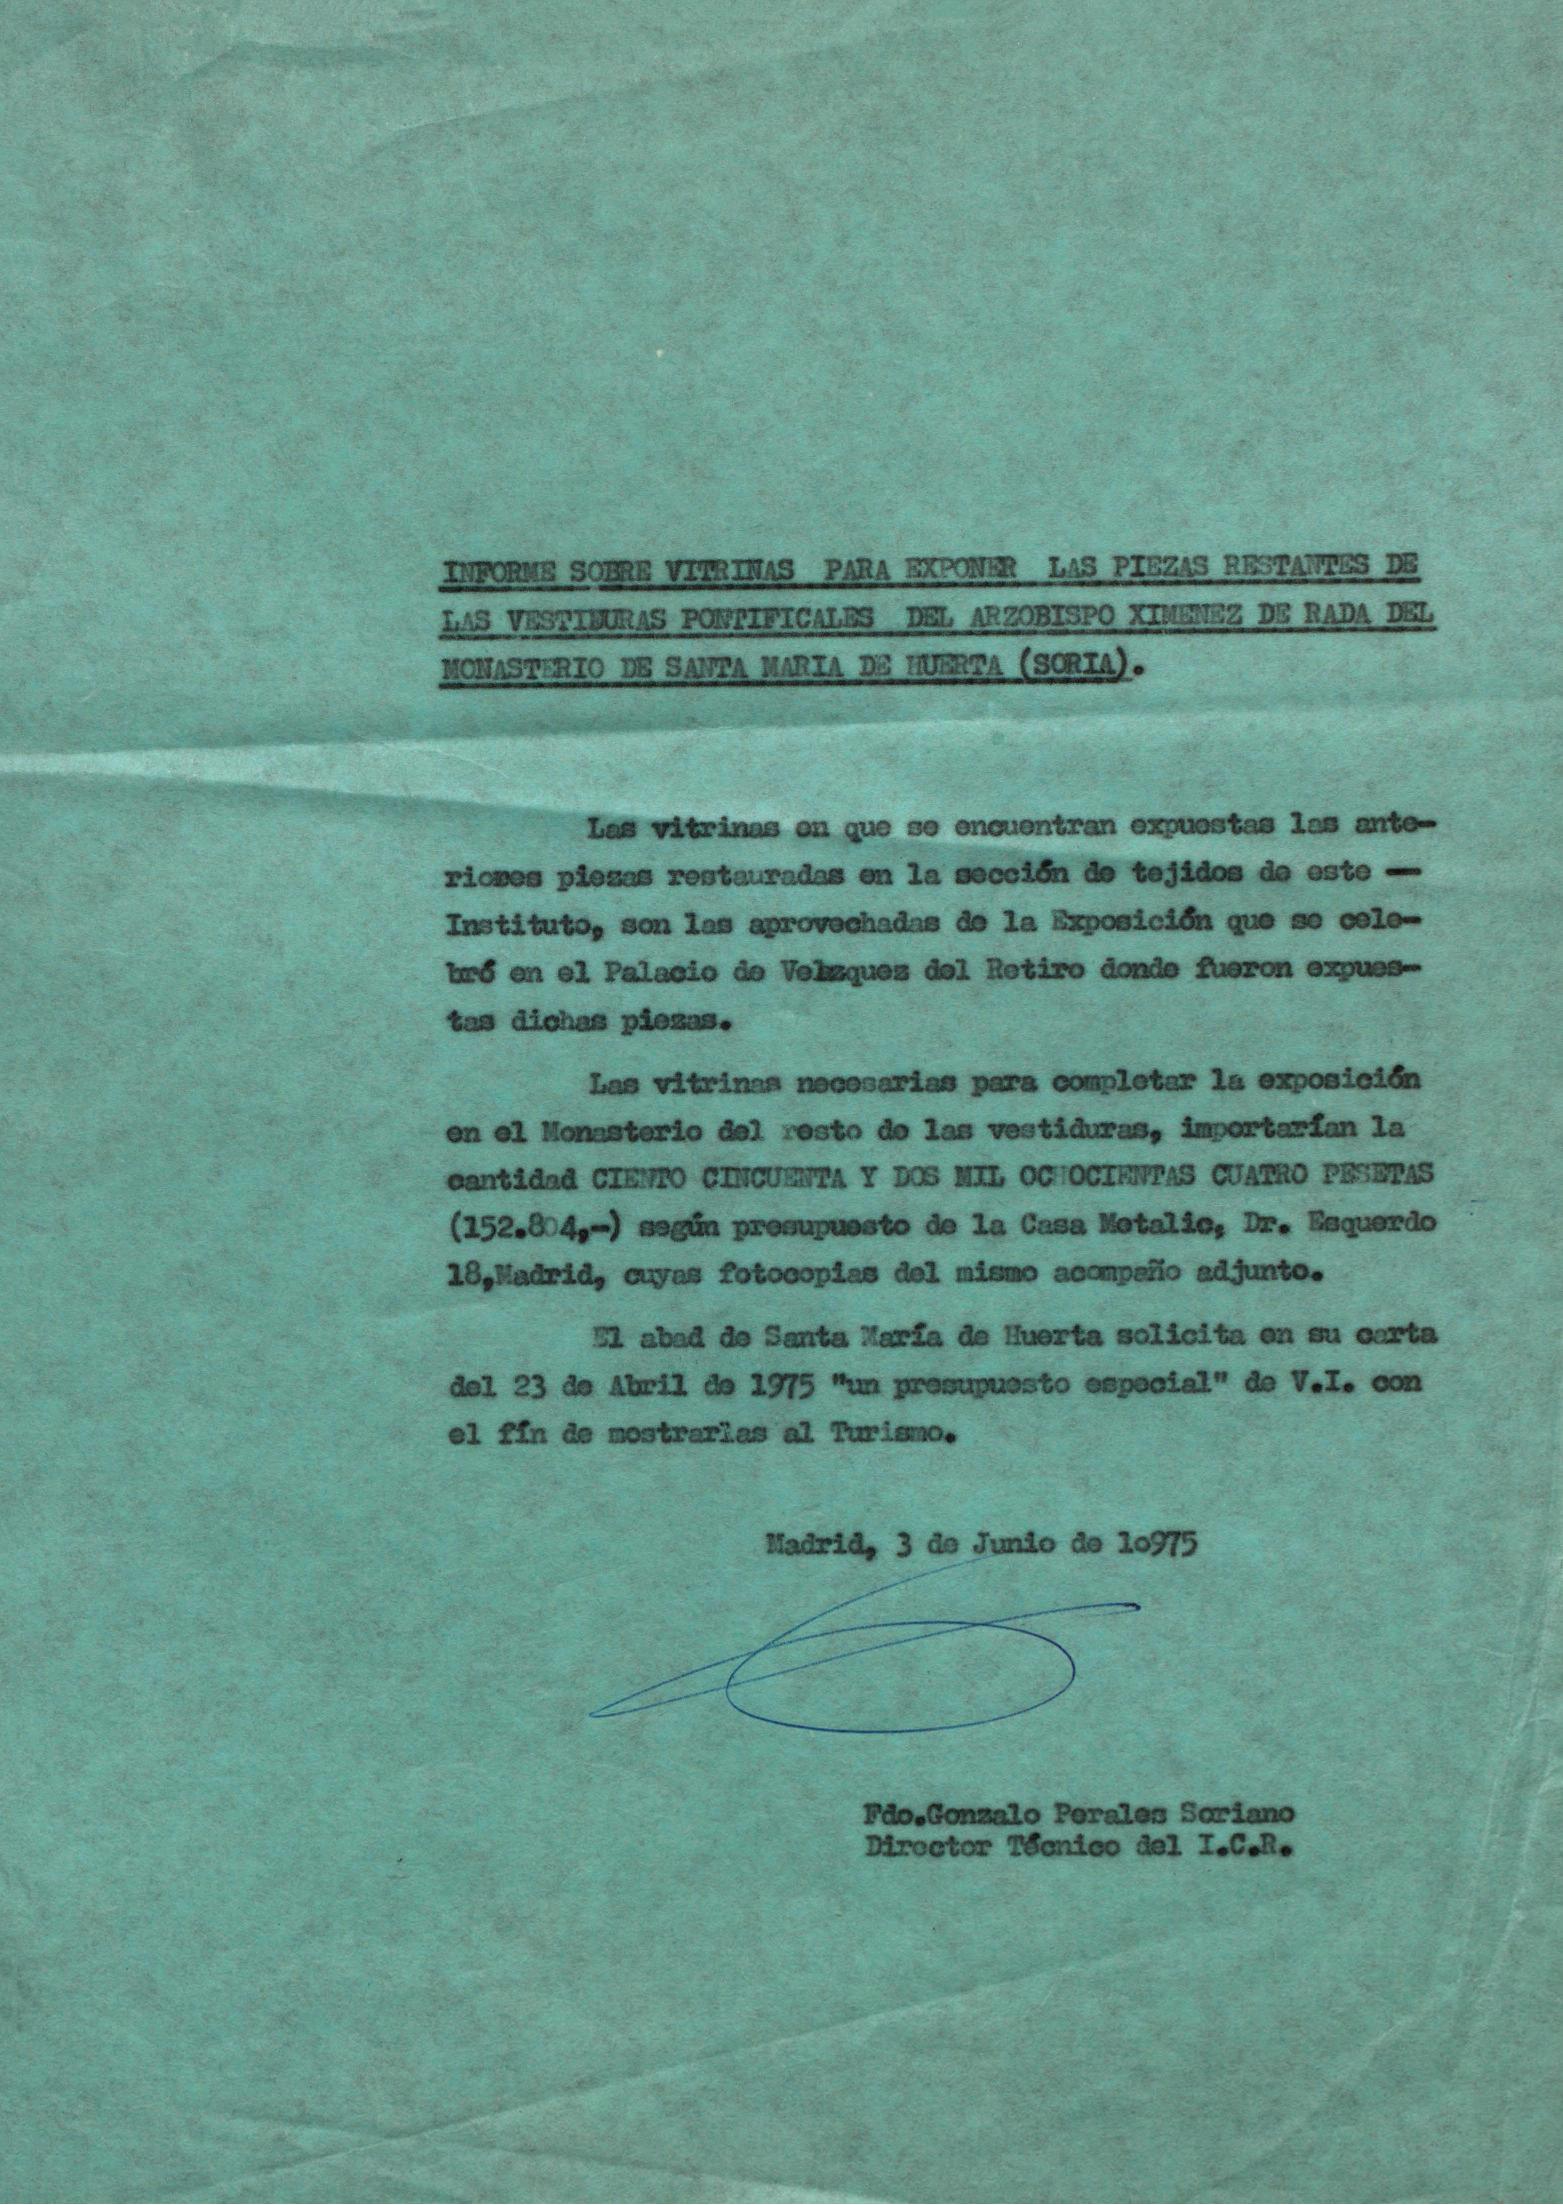 INFORME SOBRE VITRINAS PARA EXPONER LAS PIEZAS RESTANTES DE
LAS VESTIDURAS PONTIFICALES DEL ARZOBISPO XIMENEZ DE RADA DEL
MONASTERIO DE SANTA MARIA DE HUERTA (SORIA).
Las vitrinas en que se encuentran expuestas las ante-
riores piezas restauradas en la sección de tejidos de este —
Instituto, son las aprovechadas de la Exposición que se cele-
bró en el Palacio de Velazquez del Retiro donde fueron expues-
tas dichas piezas.
Las vitrinas necesarias para completar la exposición
en el Monasterio del resto de las vestiduras, importarían la
cantidad CIENTO CINCUENTA Y DOS MIL OCHOCIENTAS CUATRO PESETAS
(152.804,-) según presupuesto de la Casa Metalic, Dr. Esquerdo
18,Madrid, cuyas fotocopias del mismo acompaño adjunto.
El abad de Santa María de Huerta solicita en su carta
del 23 de Abril de 1975 "un presupuesto especial" de V.I. con
el fín de mostrarlas al Turismo.
Madrid, 3 de Junio de 1o975
Fdo.Gonzalo Perales Soriano
Director Técnico del I.C.R.